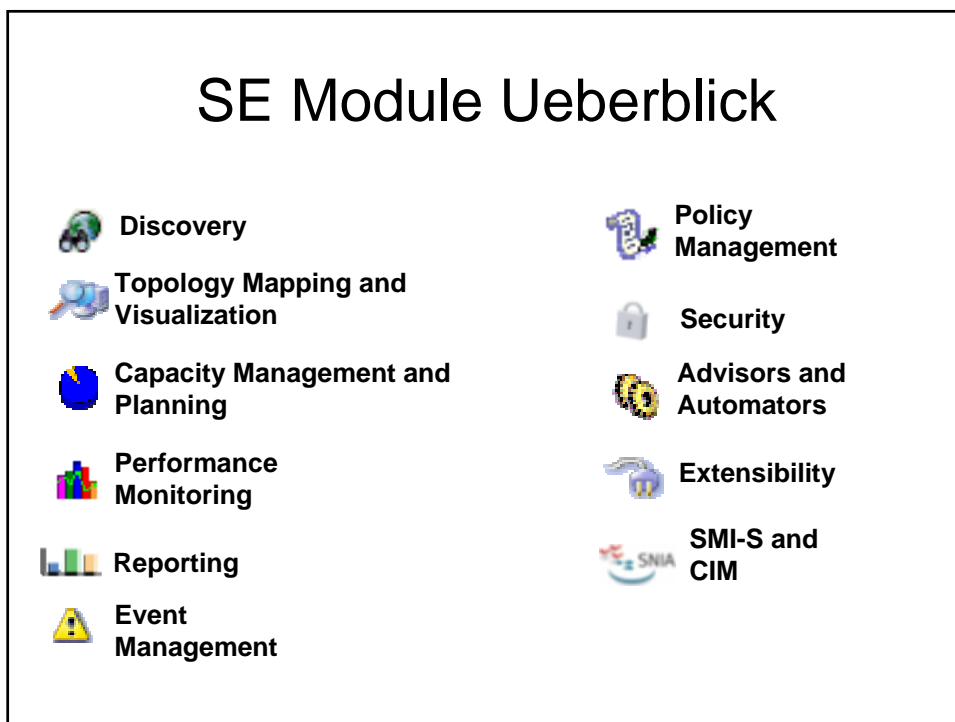 SE Module Ueberblick
Discovery
Topology Mapping and
Visualization
Capacity Management and
Planning
Performance
Monitoring
Reporting
Event
Management
Policy
Management
Security
Advisors and
Automators
Extensibility
SNIA
SMI-S and
CIM